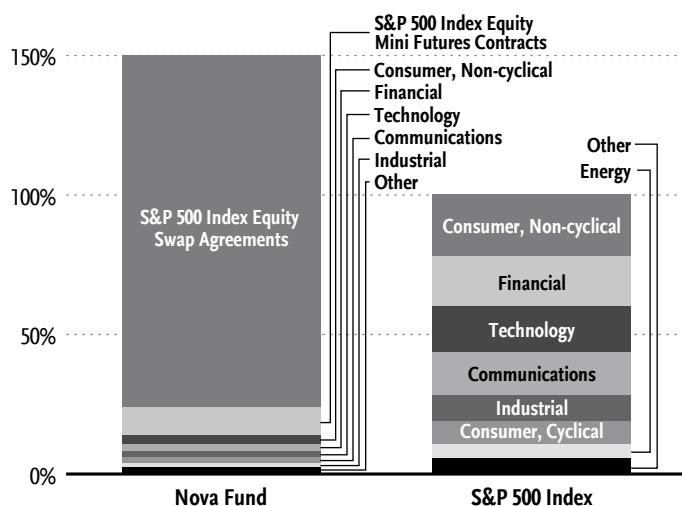 S&P 500 Index Equity
Mini Futures Contracts
150%
Consumer, Non-cyclical
Financial
Technology
Communications
Industrial
Other
Other
Energy
100%
S&P 500 Index Equity
Swap Agreements
Consumer, Non-cyclical
Financial
50%
Technology
Communications
Industrial
Consumer, Cyclical
0%
Nova Fund
S&P 500 Index